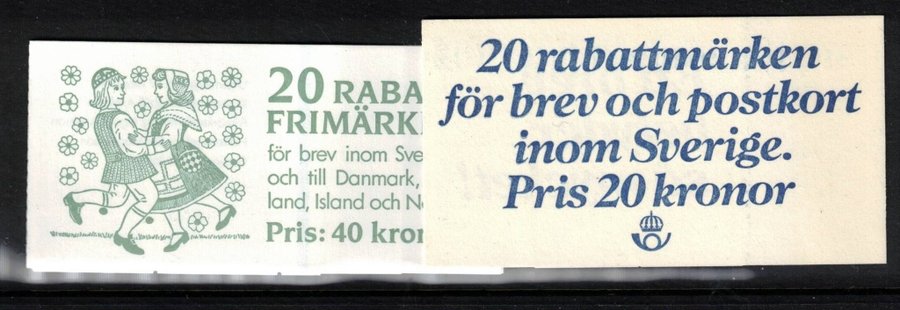 20 RABA
FRIMÄRK
för brev inom Sve
och till Danmark,
land, Island och N
Pris: 40 kron
20 rabattmärken
för brev och postkort
inom Sverige.
Pris 20 kronor